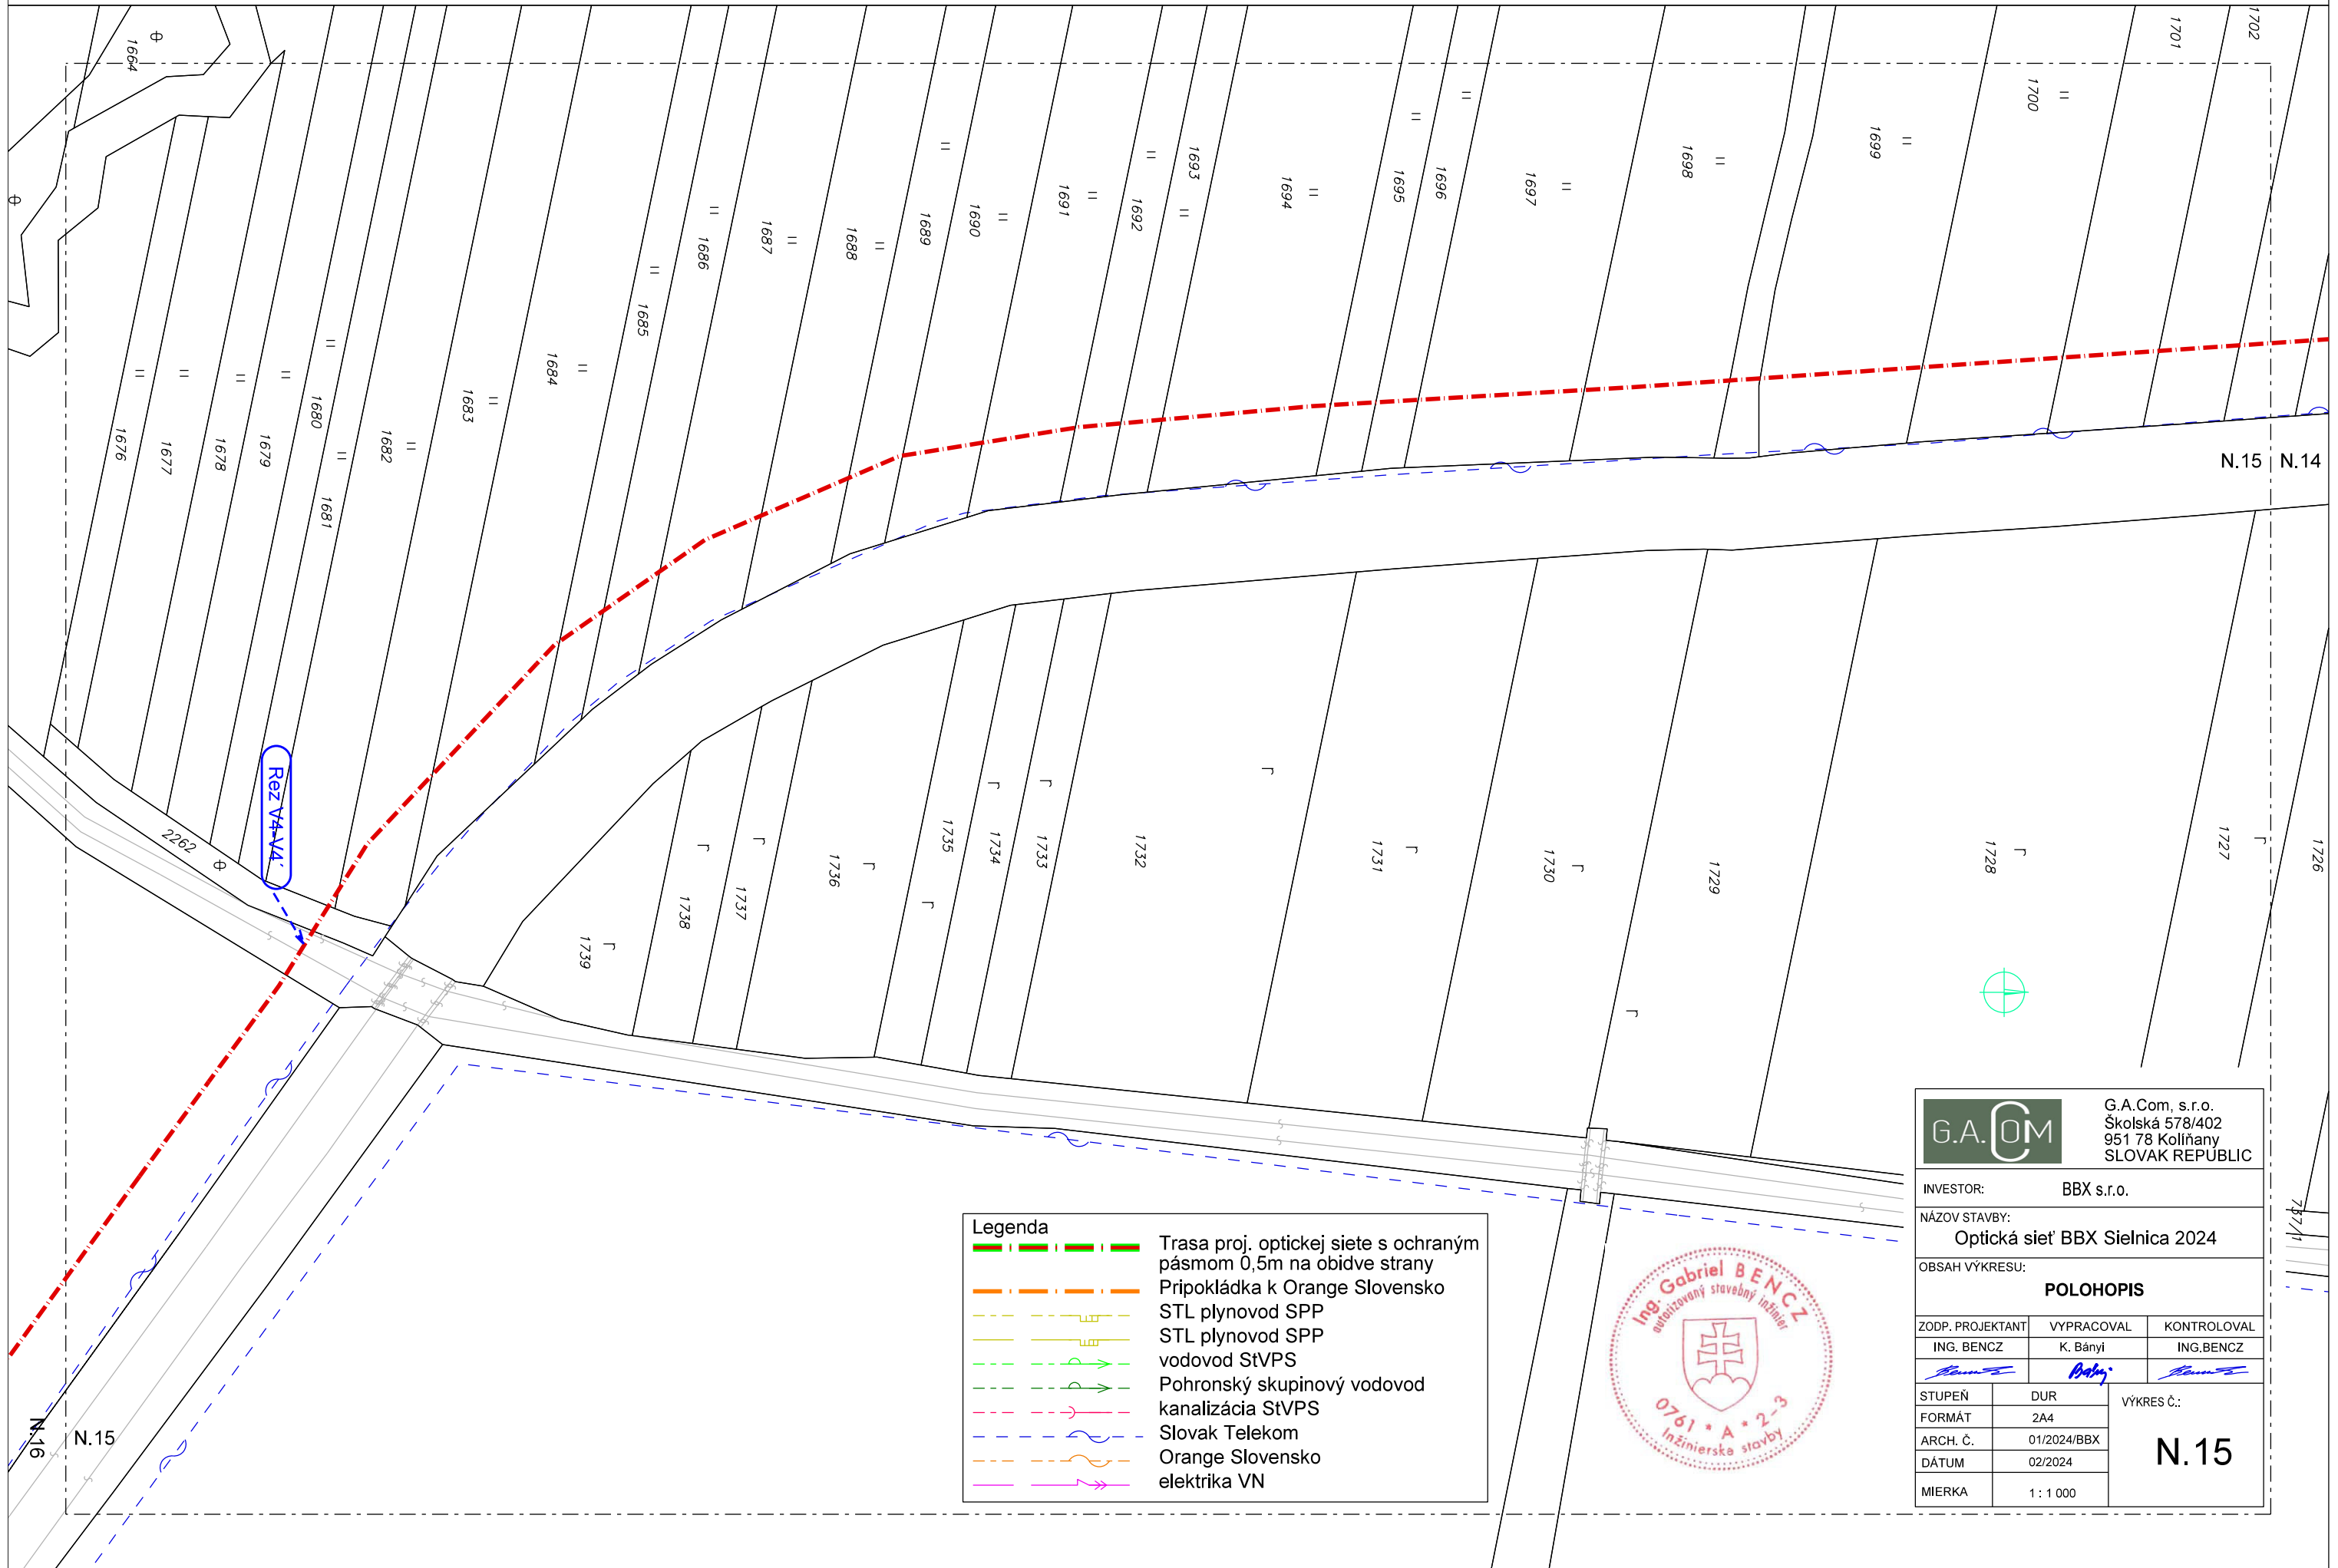 1664
1676
1677
1678
1679
1680
1681
1682
1683
1684
1685
1686
1687
1688
1689
1690
1691
1692
1693
1694
1695
1696
1697
1698
1699
1700
1701
1702
N.15
N.14
2262
Rez V4-V4´
1739
1738
1737
1736
1735
1734
1733
1732
1731
1730
1729
1728
1727
1726
737/1
N.16
N.15
Legenda
Trasa proj. optickej siete s ochraným
pásmom 0,5m na obidve strany
Pripokládka k Orange Slovensko
STL plynovod SPP
STL plynovod SPP
vodovod StVPS
Pohronský skupinový vodovod
kanalizácia StVPS
Slovak Telekom
Orange Slovensko
elektrika VN
Ing. Gabriel BENCZ
autorizovaný stavebný inžinier
0761 * A * 2-3
Inžinierske stavby
G.A.COM
G.A.Com, s.r.o.
Školská 578/402
951 78 Kolíňany
SLOVAK REPUBLIC
INVESTOR: BBX s.r.o.
NÁZOV STAVBY:
Optická sieť BBX Sielnica 2024
OBSAH VÝKRESU:
POLOHOPIS
ZODP. PROJEKTANT VYPRACOVAL KONTROLOVAL
ING. BENCZ K. Bányi ING.BENCZ
STUPEŇ DUR
FORMÁT 2A4
ARCH. Č. 01/2024/BBX
DÁTUM 02/2024
MIERKA 1 : 1 000
VÝKRES Č.:
N.15